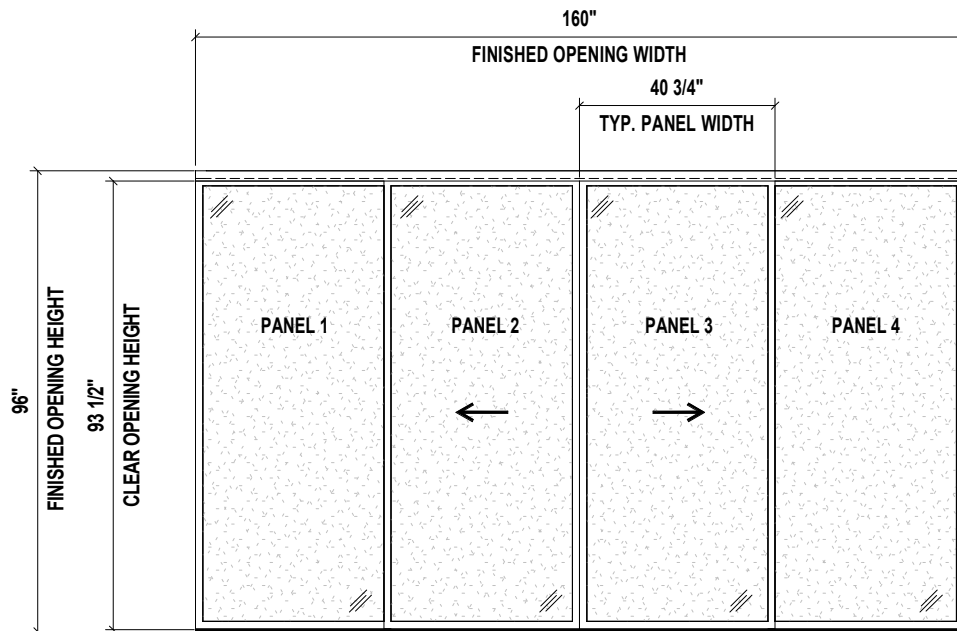 160"
FINISHED OPENING WIDTH
40 3/4"
TYP. PANEL WIDTH
96"
FINISHED OPENING HEIGHT
93 1/2"
CLEAR OPENING HEIGHT
PANEL 1
PANEL 2
PANEL 3
PANEL 4